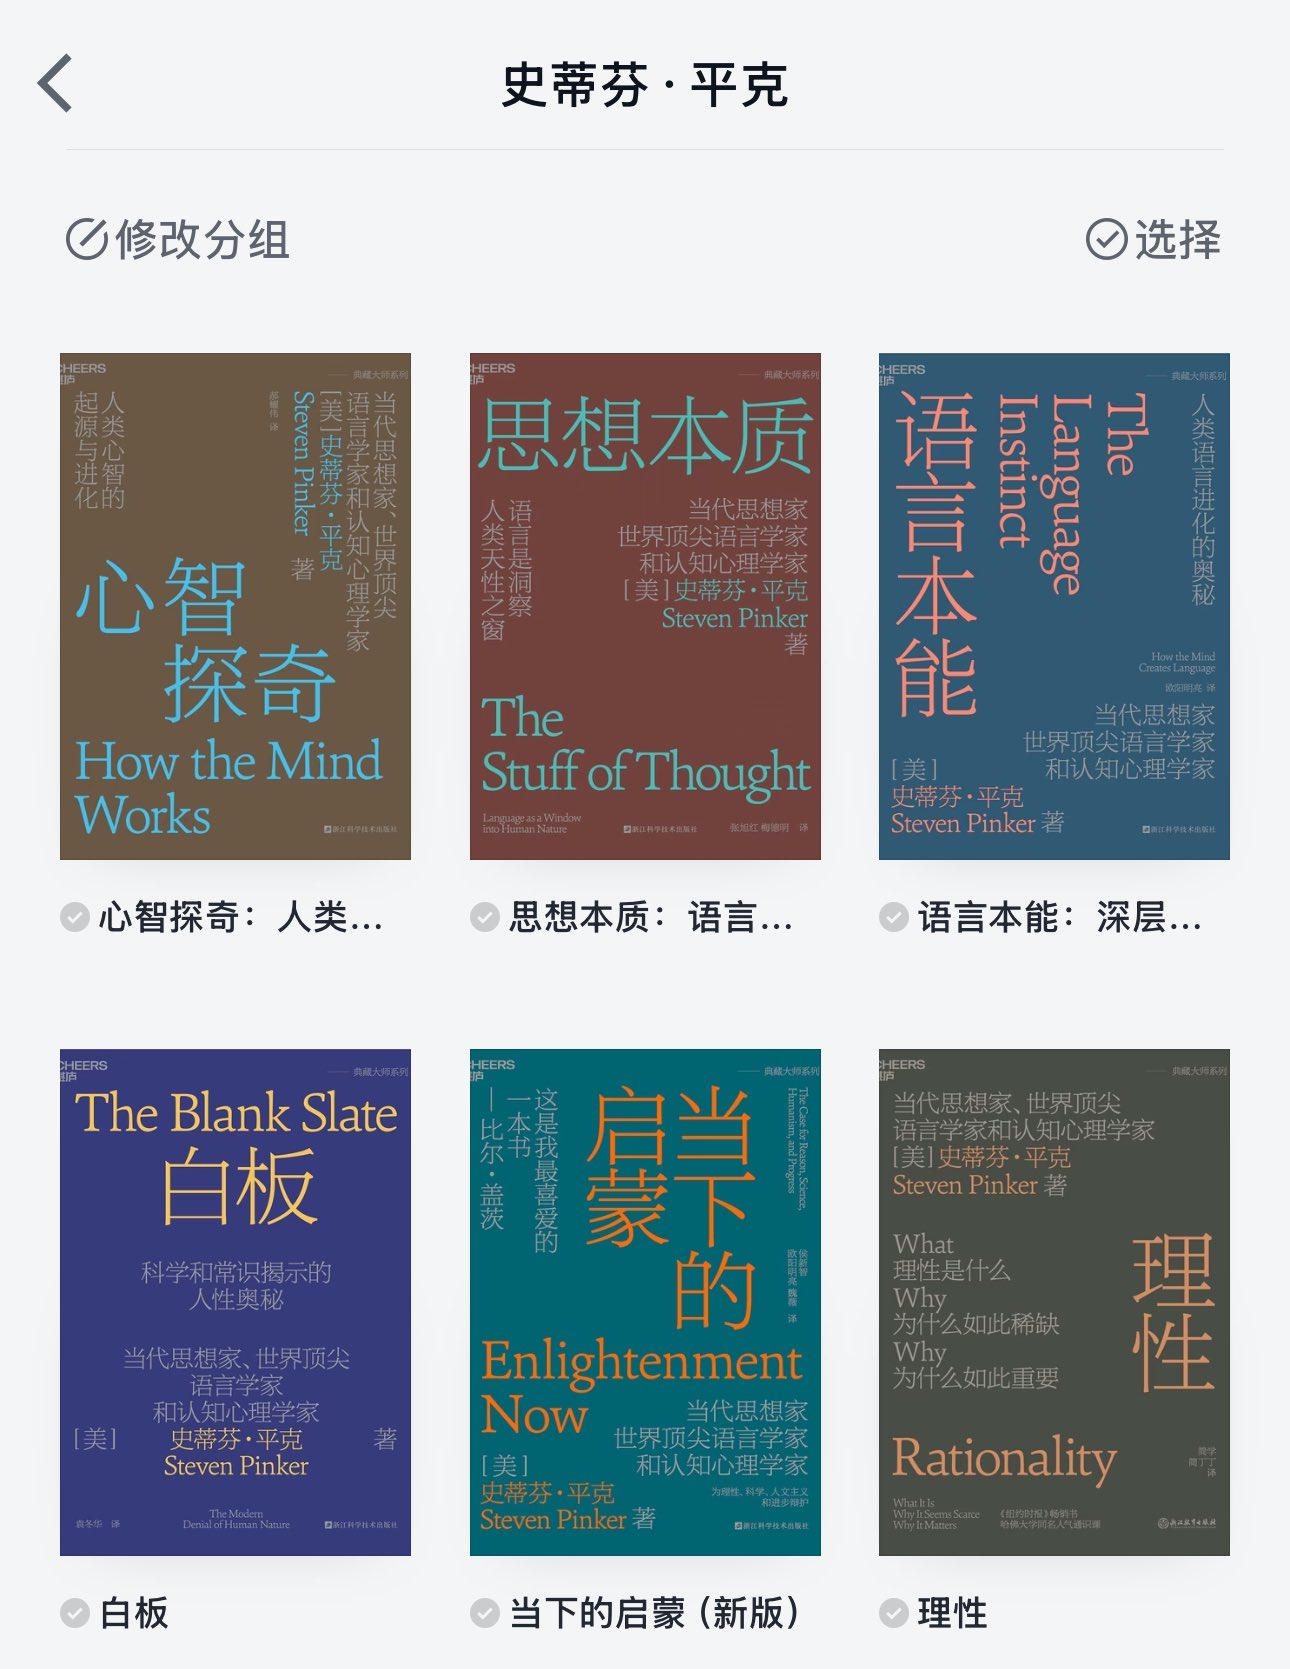 史蒂芬·平克
修改分组
选择
CHEERS
湛庐
典藏大师系列
人类心智的
起源与进化
当代思想家、世界顶尖
语言学家和认知心理学家
[美]史蒂芬·平克
Steven Pinker 著
郝耀伟 译
心智
探奇
How the Mind
Works
浙江科学技术出版社
心智探奇：人类...
CHEERS
湛庐
典藏大师系列
思想本质
语言是洞察
人类天性之窗
当代思想家
世界顶尖语言学家
和认知心理学家
[美]史蒂芬·平克
Steven Pinker
著
The
Stuff of Thought
Language as a Window
into Human Nature
浙江科学技术出版社
张旭红 梅德明 译
思想本质：语言...
CHEERS
湛庐
典藏大师系列
语言本能
The
Language
Instinct
人类语言进化的奥秘
How the Mind
Creates Language
欧阳明亮 译
当代思想家
世界顶尖语言学家
和认知心理学家
[美]
史蒂芬·平克
Steven Pinker 著
浙江科学技术出版社
语言本能：深层...
CHEERS
湛庐
典藏大师系列
The Blank Slate
白板
科学和常识揭示的
人性奥秘
当代思想家、世界顶尖
语言学家
和认知心理学家
[美] 史蒂芬·平克 著
Steven Pinker
袁冬华 译
The Modern
Denial of Human Nature
浙江科学技术出版社
白板
CHEERS
湛庐
典藏大师系列
这是我最喜爱的
一本书
—比尔·盖茨
当下的
启蒙
The Case for Reason, Science,
Humanism, and Progress
侯新智
欧阳明亮 魏薇 译
Enlightenment
Now
当代思想家
世界顶尖语言学家
和认知心理学家
[美]
史蒂芬·平克
Steven Pinker 著
为理性、科学、人文主义
和进步辩护
浙江科学技术出版社
当下的启蒙（新版）
CHEERS
湛庐
典藏大师系列
当代思想家、世界顶尖
语言学家和认知心理学家
[美]史蒂芬·平克
Steven Pinker 著
What
理性是什么
Why
为什么如此稀缺
Why
为什么如此重要
理性
Rationality
简学
简丁丁
译
What It Is
Why It Seems Scarce
Why It Matters
《纽约时报》畅销书
哈佛大学同名人气通识课
浙江教育出版社
理性